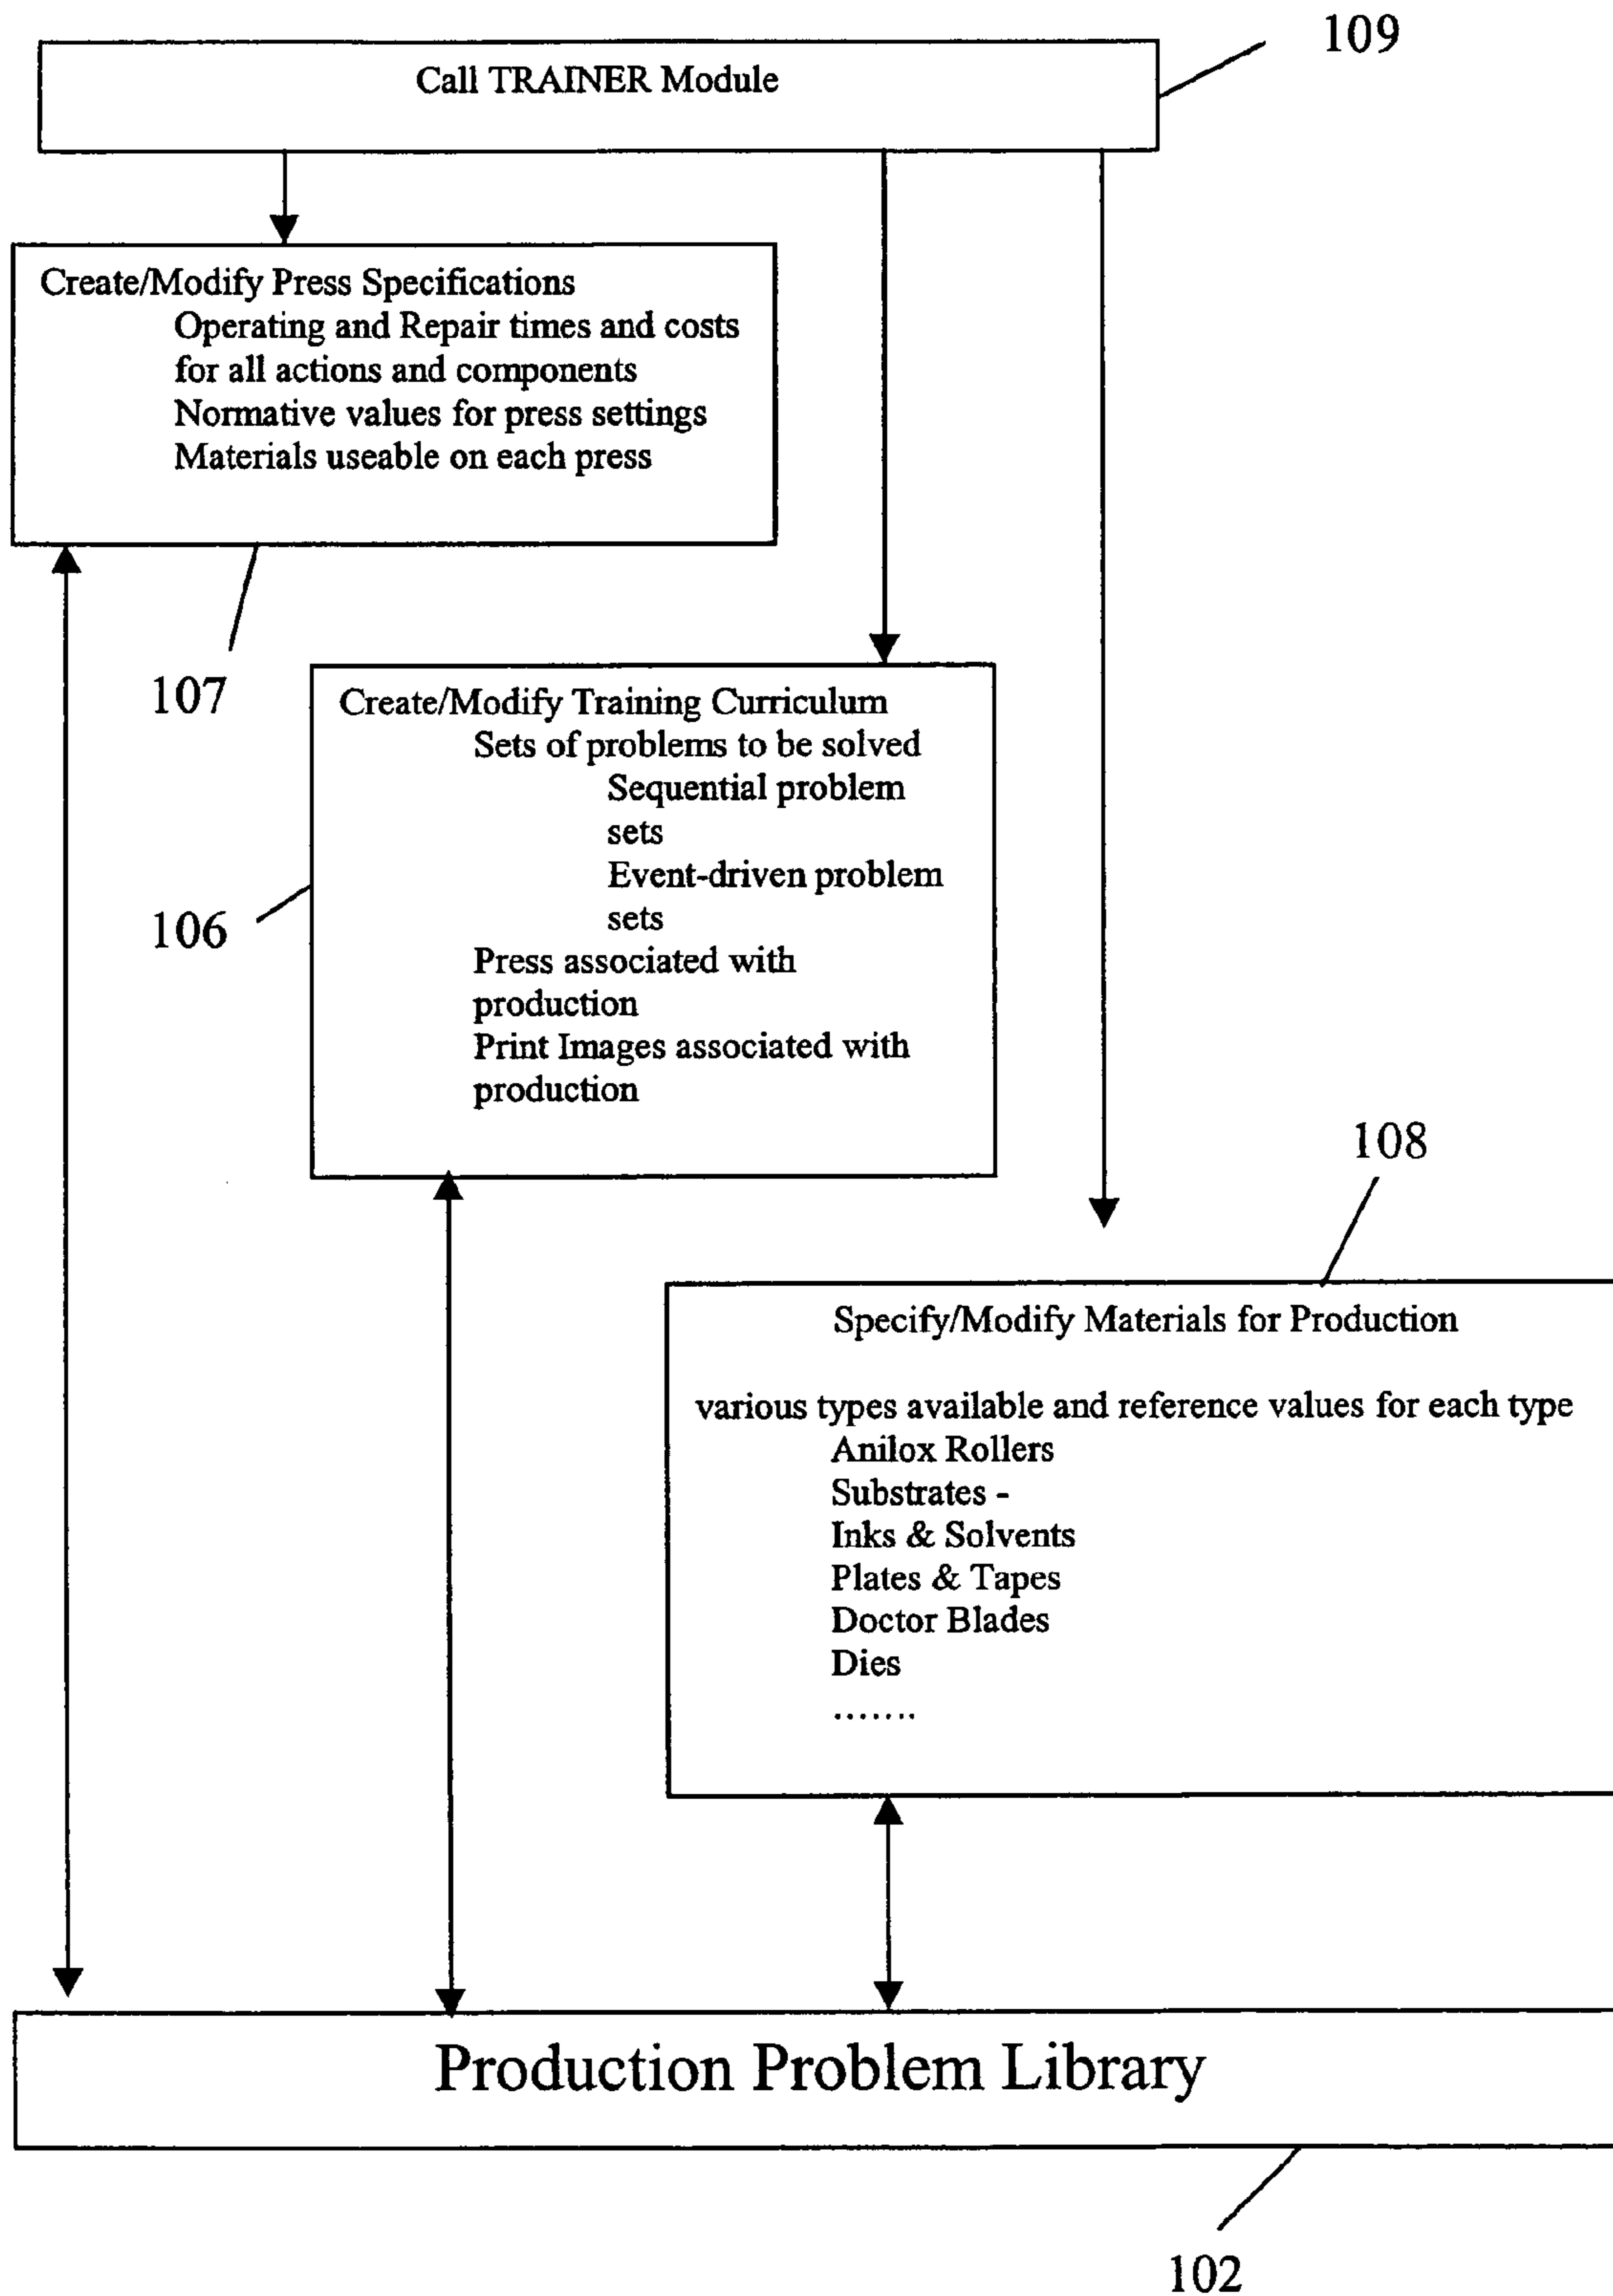 109
Call TRAINER Module
Create/Modify Press Specifications
Operating and Repair times and costs
for all actions and components
Normative values for press settings
Materials useable on each press
107
Create/Modify Training Curriculum
Sets of problems to be solved
Sequential problem
sets
Event-driven problem
sets
Press associated with
production
Print Images associated with
production
106
108
Specify/Modify Materials for Production
various types available and reference values for each type
Anilox Rollers
Substrates -
Inks & Solvents
Plates & Tapes
Doctor Blades
Dies
.......
Production Problem Library
102